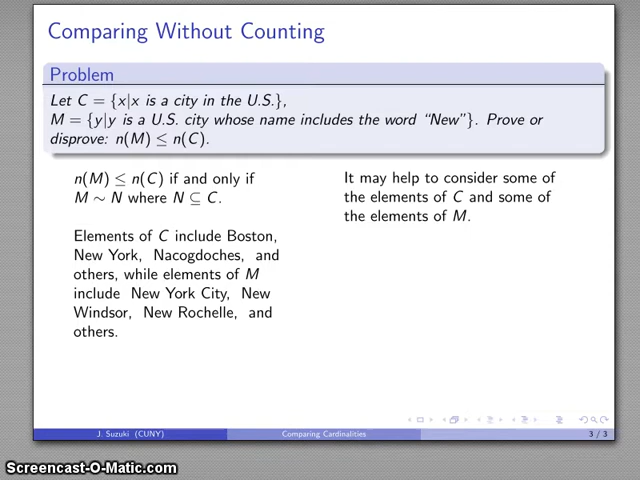 Comparing Without Counting
Problem
Let C = {x|x is a city in the U.S.},
M = {y|y is a U.S. city whose name includes the word “New”}. Prove or
disprove: n(M) ≤ n(C).
n(M) ≤ n(C) if and only if
M ∼ N where N ⊆ C.
Elements of C include Boston,
New York, Nacogdoches, and
others, while elements of M
include New York City, New
Windsor, New Rochelle, and
others.
It may help to consider some of
the elements of C and some of
the elements of M.
J. Suzuki (CUNY)
Comparing Cardinalities
3 / 3
Screencast-O-Matic.com